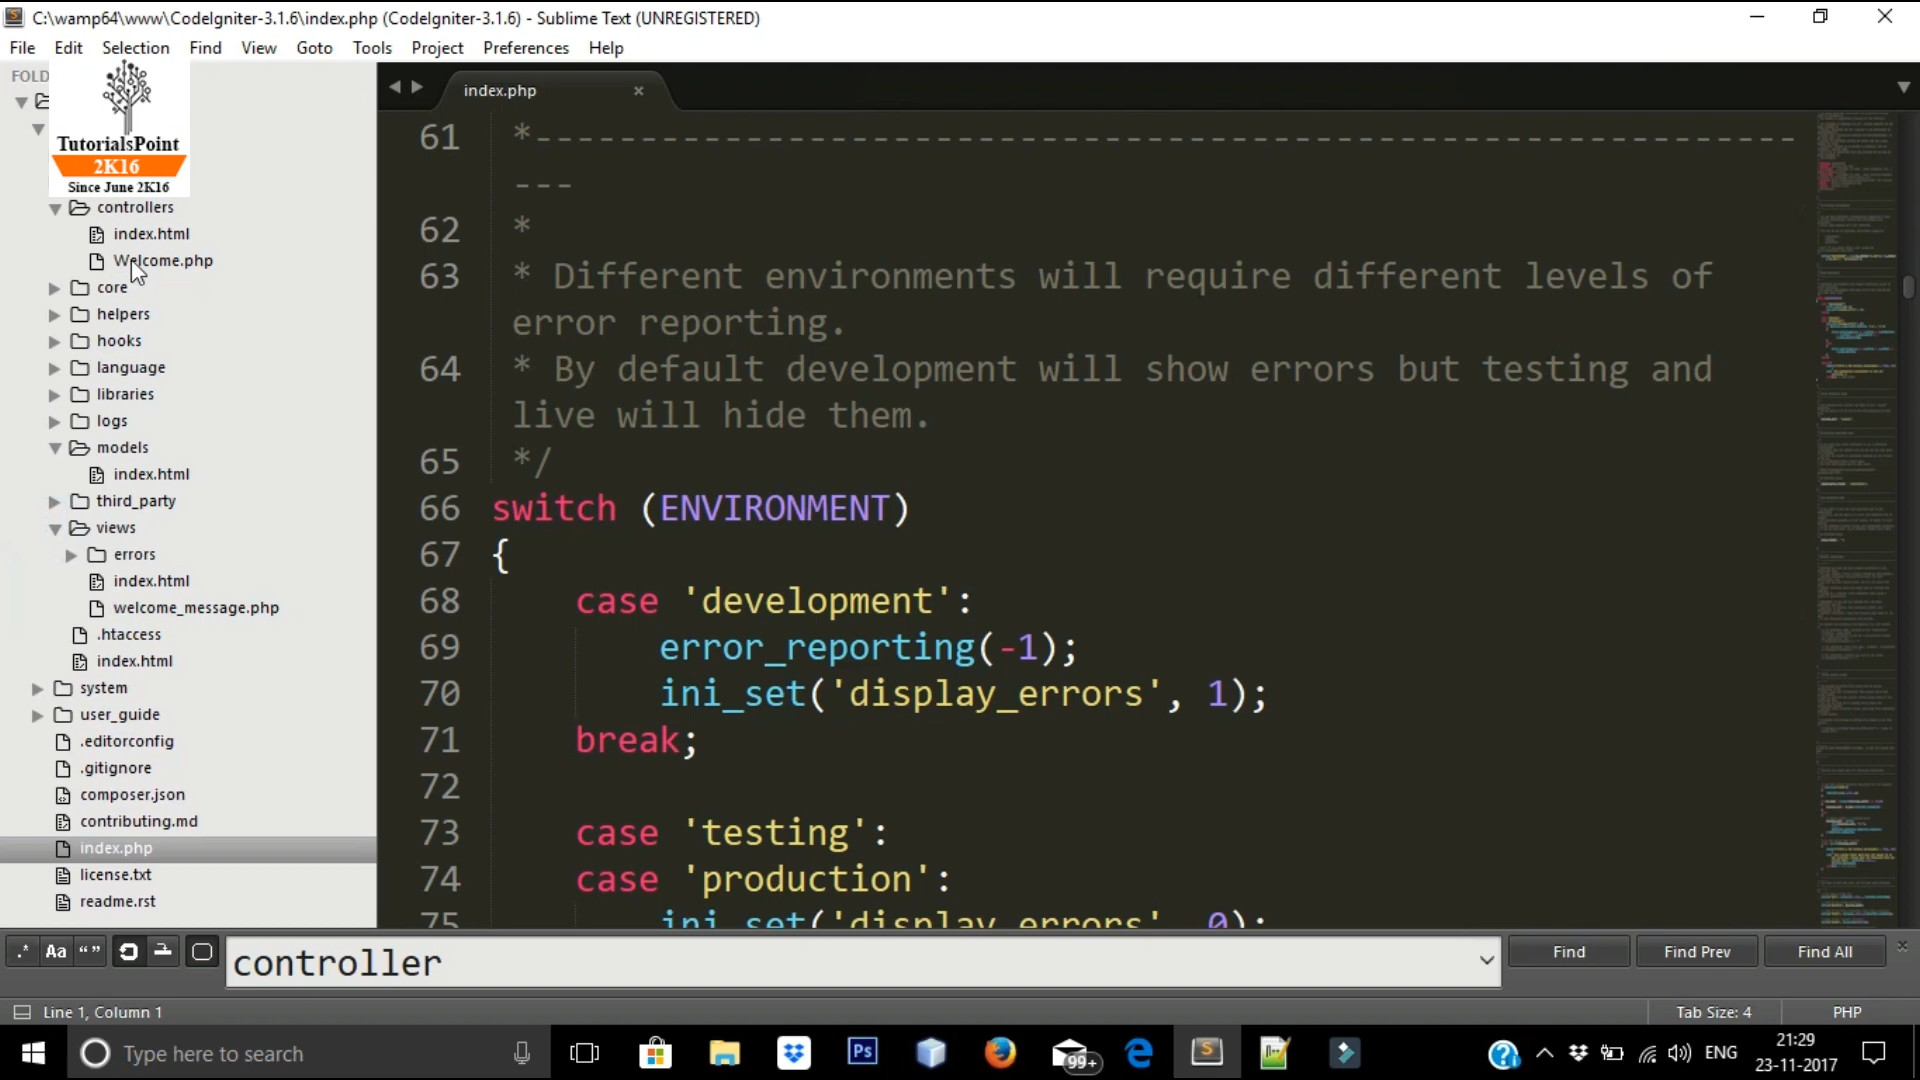 C:\wamp64\www\CodeIgniter-3.1.6\index.php (CodeIgniter-3.1.6) - Sublime Text (UNREGISTERED)
File Edit Selection Find View Goto Tools Project Preferences Help
FOLD
TutorialsPoint
2K16
Since June 2K16
controllers
index.html
Welcome.php
core
helpers
hooks
language
libraries
logs
models
index.html
third_party
views
errors
index.html
welcome_message.php
.htaccess
index.html
system
user_guide
.editorconfig
.gitignore
composer.json
contributing.md
index.php
license.txt
readme.rst
index.php
61 *------------------------------------------------------------
---
62 *
63 * Different environments will require different levels of
error reporting.
64 * By default development will show errors but testing and
live will hide them.
65 */
66 switch (ENVIRONMENT)
67 {
68 case 'development':
69 error_reporting(-1);
70 ini_set('display_errors', 1);
71 break;
72
73 case 'testing':
74 case 'production':
75 ini_set('display_errors', 0);
.* Aa “ ” controller Find Find Prev Find All
Line 1, Column 1 Tab Size: 4 PHP
Type here to search Ps 99+ ENG 21:29
23-11-2017